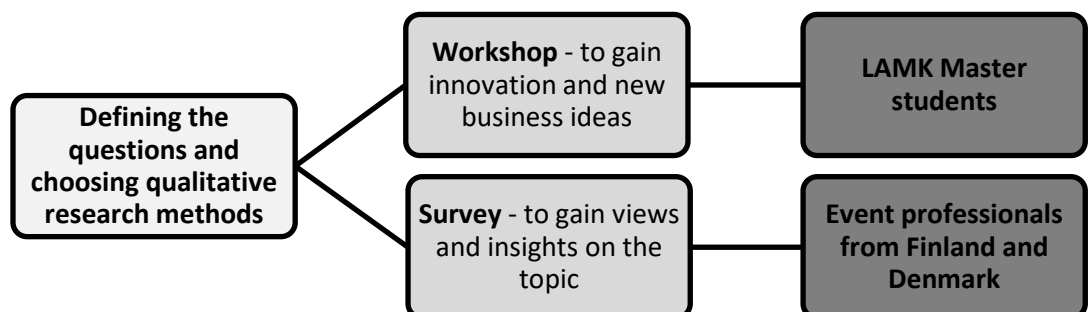 Defining the
questions and
choosing qualitative
research methods
Workshop - to gain
innovation and new
business ideas
LAMK Master
students
Survey - to gain views
and insights on the
topic
Event professionals
from Finland and
Denmark